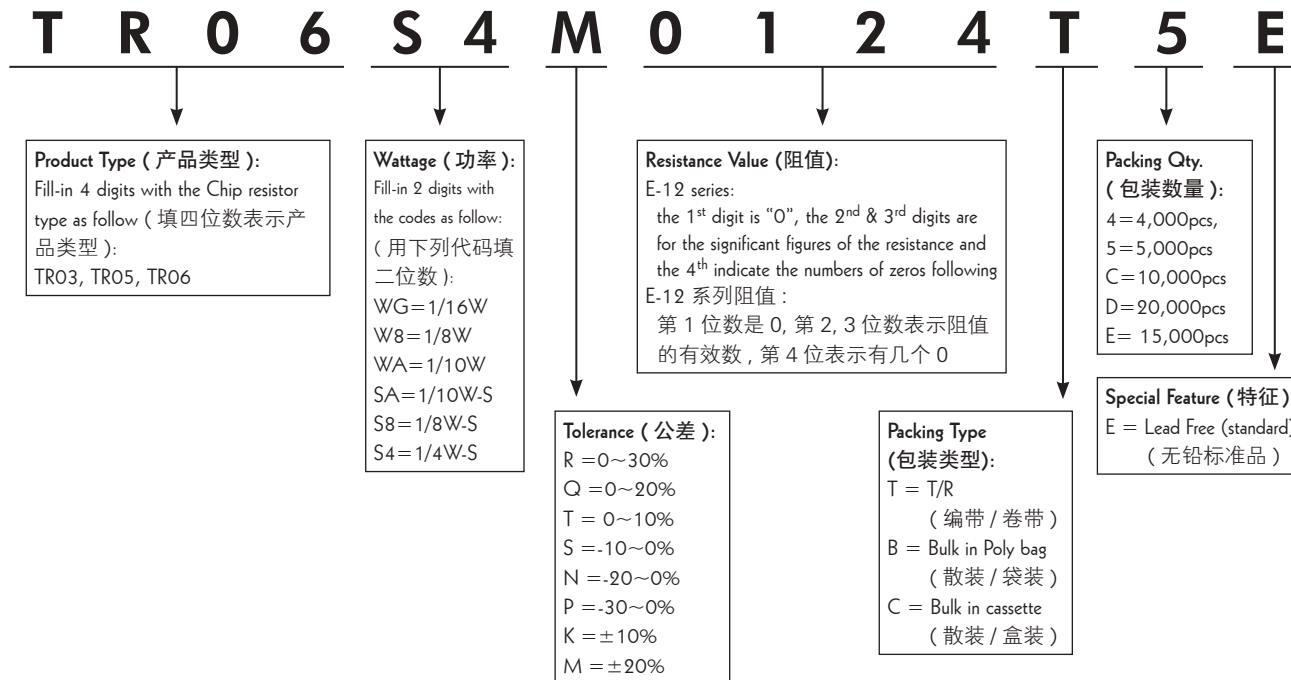 T R 0 6 S 4 M 0 1 2 4 T 5 E
Product Type ( 产品类型 ):
Fill-in 4 digits with the Chip resistor
type as follow ( 填四位数表示产
品类型 ):
TR03, TR05, TR06
Wattage ( 功率 ):
Fill-in 2 digits with
the codes as follow:
( 用下列代码填
二位数 ):
WG=1/16W
W8=1/8W
WA=1/10W
SA=1/10W-S
S8=1/8W-S
S4=1/4W-S
Tolerance ( 公差 ):
R =0~30%
Q =0~20%
T = 0~10%
S =-10~0%
N =-20~0%
P =-30~0%
K =±10%
M =±20%
Resistance Value (阻值):
E-12 series:
the 1st digit is “0”, the 2nd & 3rd digits are
for the significant figures of the resistance and
the 4th indicate the numbers of zeros following
E-12 系列阻值 :
第 1 位数是 0, 第 2, 3 位数表示阻值
的有效数 , 第 4 位表示有几个 0
Packing Type
(包装类型):
T = T/R
( 编带 / 卷带 )
B = Bulk in Poly bag
( 散装 / 袋装 )
C = Bulk in cassette
( 散装 / 盒装 )
Packing Qty.
( 包装数量 ):
4=4,000pcs,
5=5,000pcs
C=10,000pcs
D=20,000pcs
E= 15,000pcs
Special Feature ( 特征 )
E = Lead Free (standard)
( 无铅标准品 )